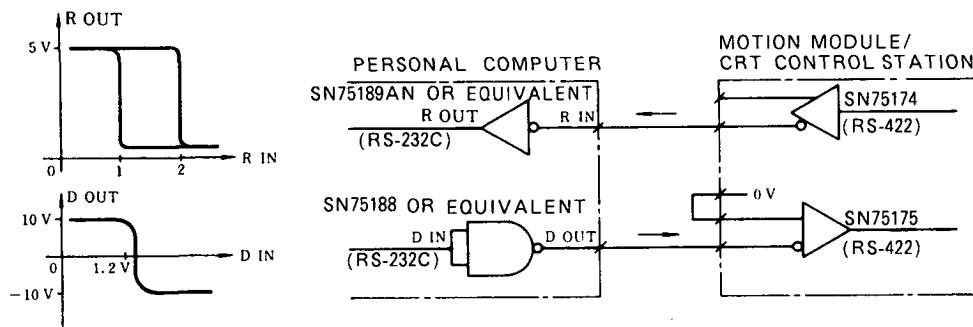 R OUT
5 V
0
1
2
R IN
D OUT
10 V
0
1.2 V
D IN
−10 V
PERSONAL COMPUTER
SN75189AN OR EQUIVALENT
R OUT
R IN
(RS-232C)
SN75188 OR EQUIVALENT
D IN
D OUT
(RS-232C)
MOTION MODULE/
CRT CONTROL STATION
SN75174
(RS-422)
0 V
SN75175
(RS-422)